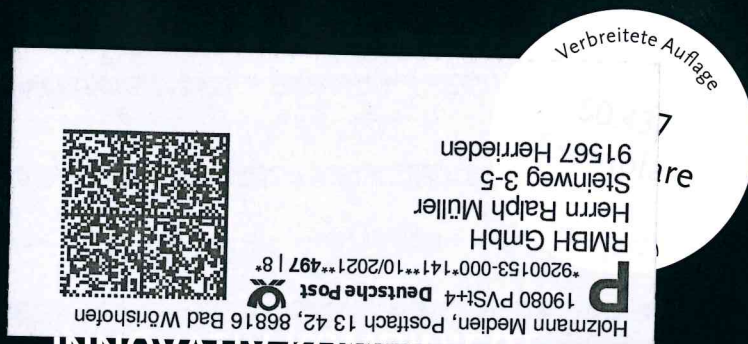 Verbreitete Auflage
Holzmann Medien, Postfach 13 42, 86816 Bad Wörishofen
P 19080 PVSt+4 Deutsche Post
*9200153-000*141**10/2021**497 | 8*
RMBH GmbH
Herrn Ralph Müller
Steinweg 3-5
91567 Herrieden